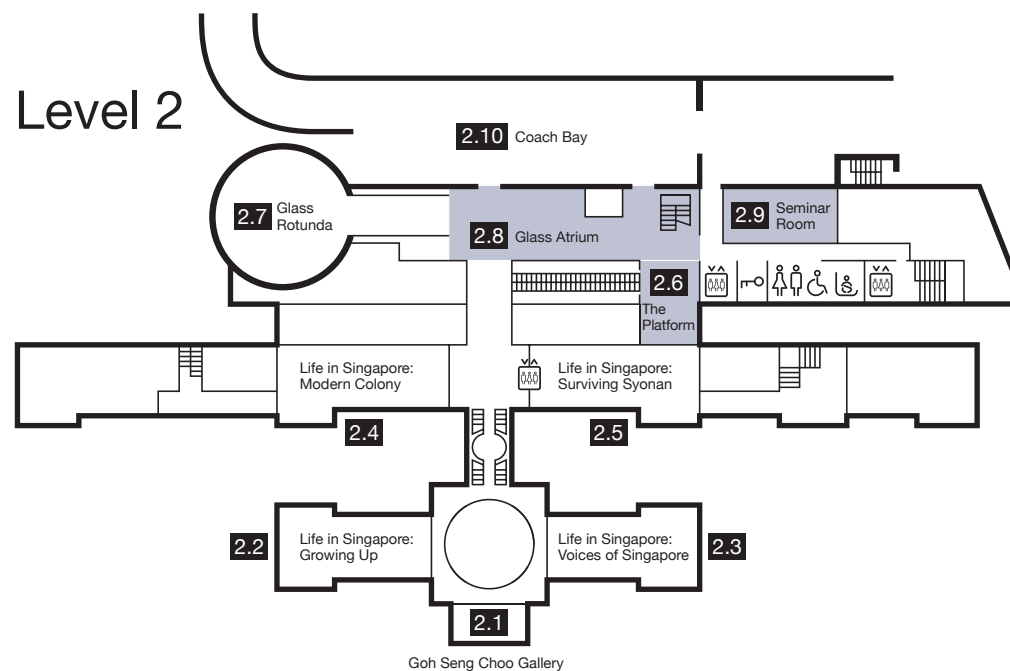 Level 2
2.10 Coach Bay
2.7 Glass
Rotunda
2.8 Glass Atrium
2.9 Seminar
Room
2.6
The
Platform
Life in Singapore:
Modern Colony
2.4
Life in Singapore:
Surviving Syonan
2.5
2.2
Life in Singapore:
Growing Up
Life in Singapore:
Voices of Singapore
2.3
2.1
Goh Seng Choo Gallery